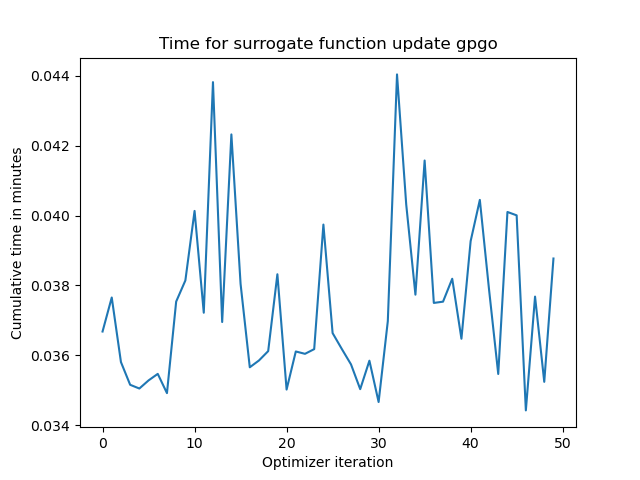 Time for surrogate function update gpgo
Cumulative time in minutes
0.044
0.042
0.040
0.038
0.036
0.034
0 10 20 30 40 50
Optimizer iteration